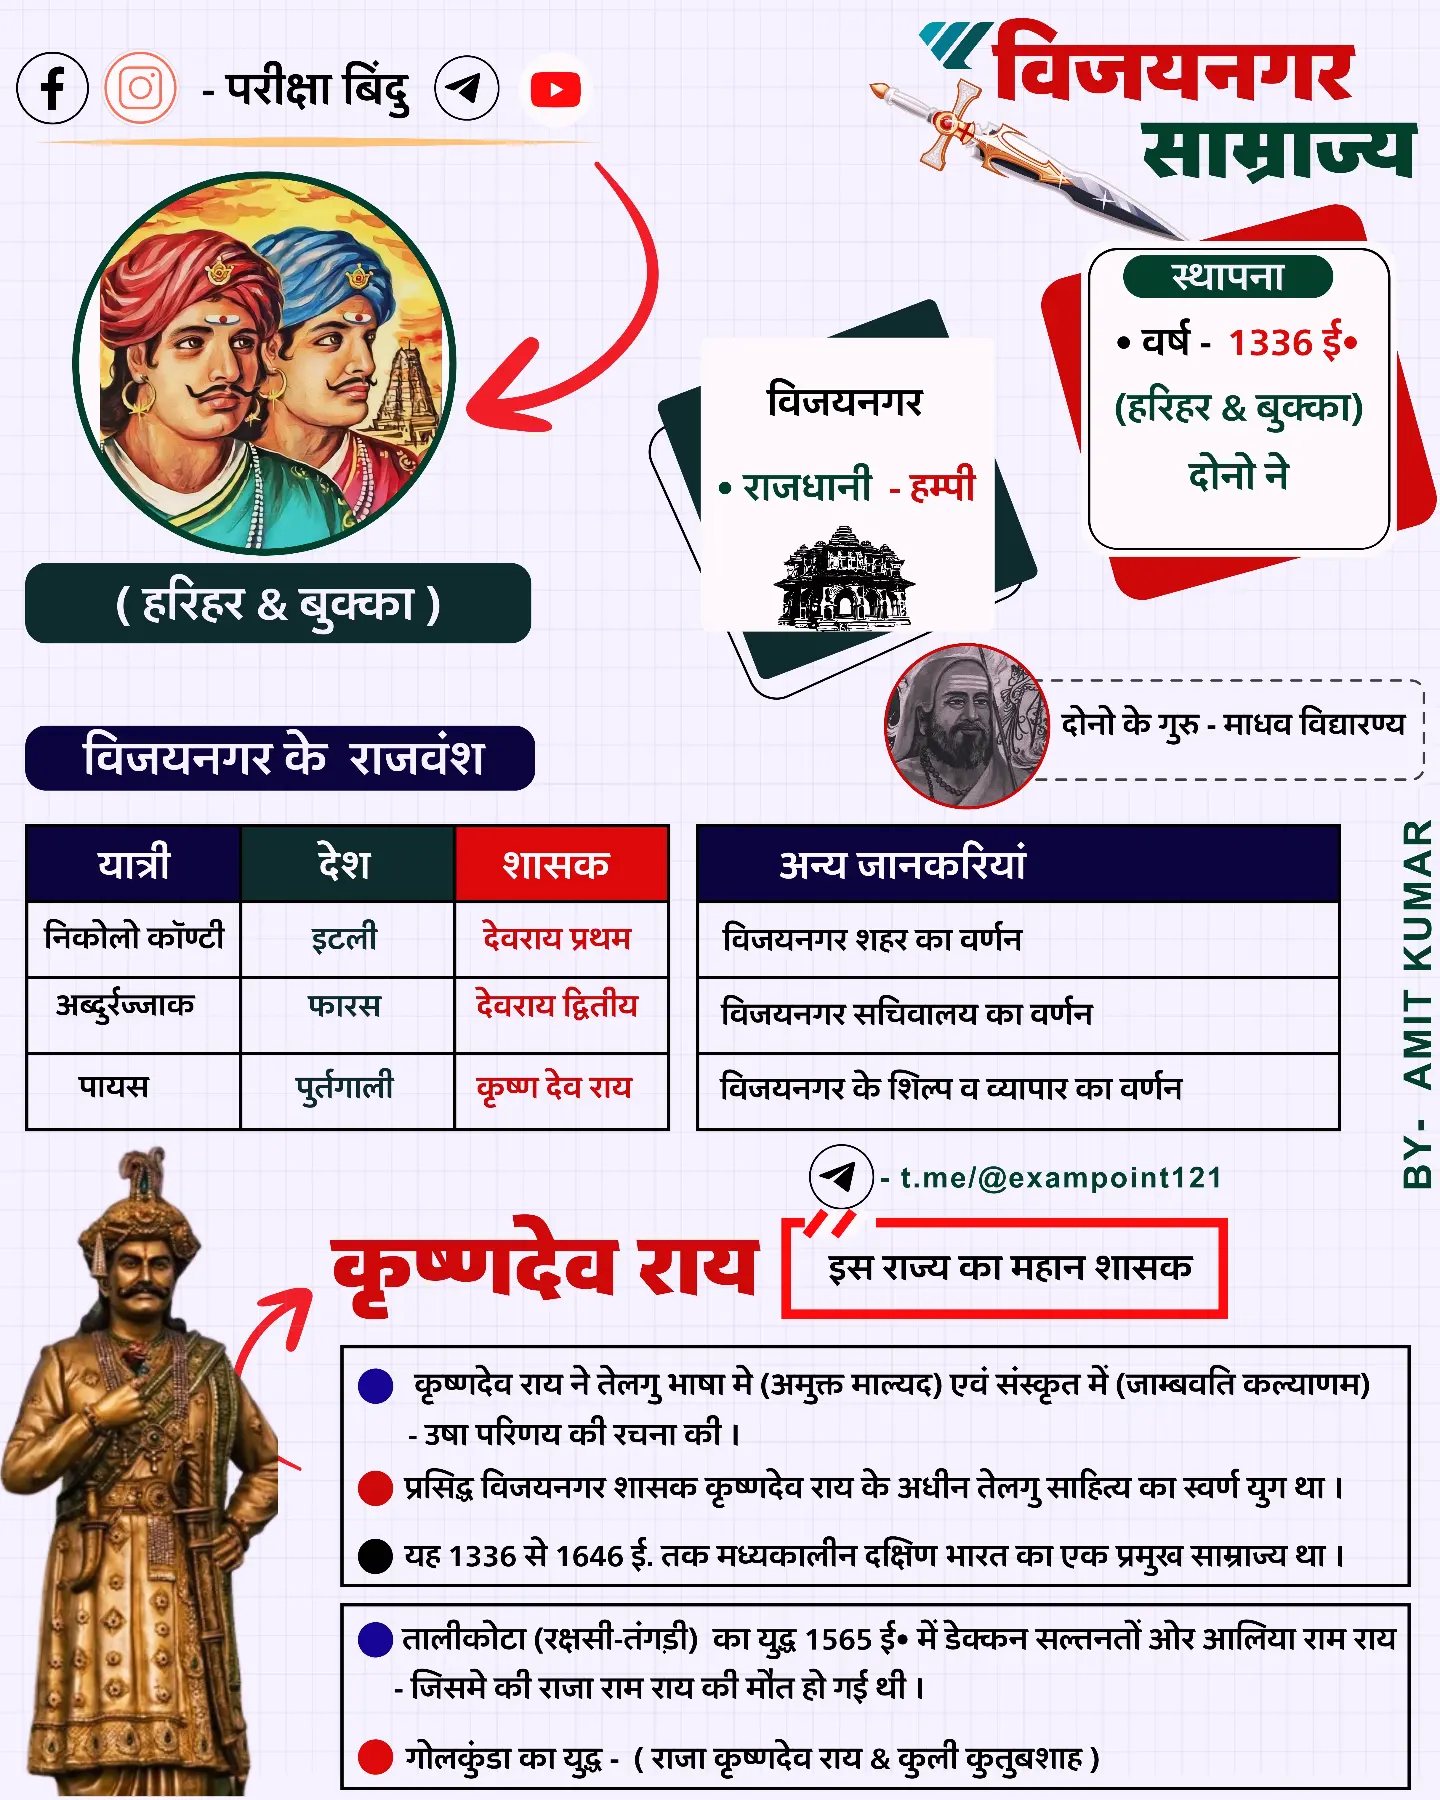 - परीक्षा बिंदु
विजयनगर
साम्राज्य
स्थापना
• वर्ष - 1336 ई•
(हरिहर & बुक्का)
दोनो ने
विजयनगर
• राजधानी - हम्पी
( हरिहर & बुक्का )
दोनो के गुरु - माधव विद्यारण्य
विजयनगर के राजवंश
यात्री देश शासक अन्य जानकरियां
निकोलो कॉण्टी इटली देवराय प्रथम विजयनगर शहर का वर्णन
अब्दुर्रज्जाक फारस देवराय द्वितीय विजयनगर सचिवालय का वर्णन
पायस पुर्तगाली कृष्ण देव राय विजयनगर के शिल्प व व्यापार का वर्णन
BY- AMIT KUMAR
- t.me/@exampoint121
कृष्णदेव राय
इस राज्य का महान शासक
कृष्णदेव राय ने तेलगु भाषा मे (अमुक्त माल्यद) एवं संस्कृत में (जाम्बवति कल्याणम)
- उषा परिणय की रचना की ।
प्रसिद्ध विजयनगर शासक कृष्णदेव राय के अधीन तेलगु साहित्य का स्वर्ण युग था ।
यह 1336 से 1646 ई. तक मध्यकालीन दक्षिण भारत का एक प्रमुख साम्राज्य था ।
तालीकोटा (रक्षसी-तंगड़ी) का युद्ध 1565 ई• में डेक्कन सल्तनतों ओर आलिया राम राय
- जिसमे की राजा राम राय की मौत हो गई थी ।
गोलकुंडा का युद्ध - ( राजा कृष्णदेव राय & कुली कुतुबशाह )